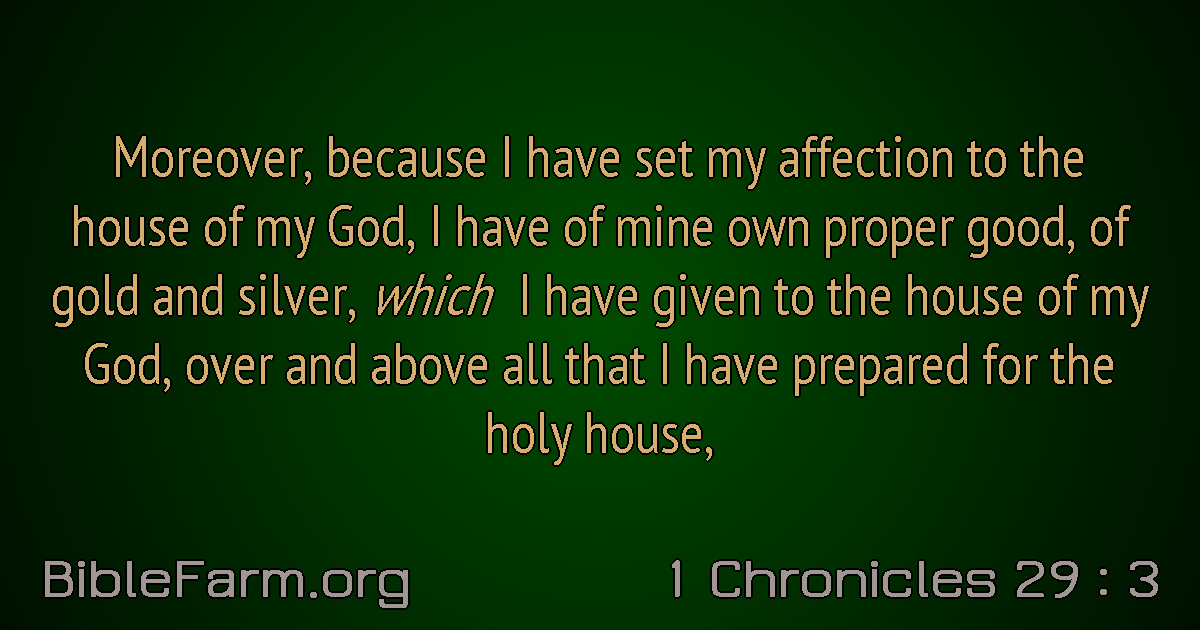 Moreover, because I have set my affection to the
house of my God, I have of mine own proper good, of
gold and silver, which I have given to the house of my
God, over and above all that I have prepared for the
holy house,
BibleFarm.org
1 Chronicles 29 : 3